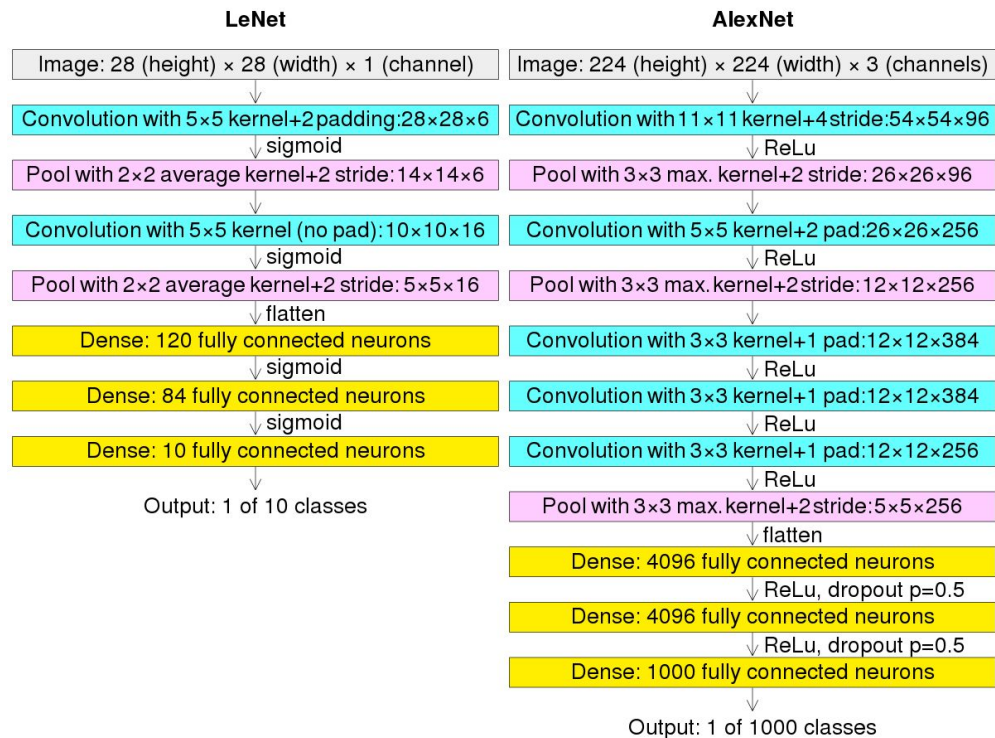 LeNet
Image: 28 (height) × 28 (width) × 1 (channel)
Convolution with 5×5 kernel+2 padding:28×28×6
sigmoid
Pool with 2×2 average kernel+2 stride:14×14×6
Convolution with 5×5 kernel (no pad):10×10×16
sigmoid
Pool with 2×2 average kernel+2 stride: 5×5×16
flatten
Dense: 120 fully connected neurons
sigmoid
Dense: 84 fully connected neurons
sigmoid
Dense: 10 fully connected neurons
Output: 1 of 10 classes
AlexNet
Image: 224 (height) × 224 (width) × 3 (channels)
Convolution with 11×11 kernel+4 stride:54×54×96
ReLu
Pool with 3×3 max. kernel+2 stride: 26×26×96
Convolution with 5×5 kernel+2 pad:26×26×256
ReLu
Pool with 3×3 max.kernel+2stride:12×12×256
Convolution with 3×3 kernel+1 pad:12×12×384
ReLu
Convolution with 3×3 kernel+1 pad:12×12×384
ReLu
Convolution with 3×3 kernel+1 pad:12×12×256
ReLu
Pool with 3×3 max.kernel+2stride:5×5×256
flatten
Dense: 4096 fully connected neurons
ReLu, dropout p=0.5
Dense: 4096 fully connected neurons
ReLu, dropout p=0.5
Dense: 1000 fully connected neurons
Output: 1 of 1000 classes